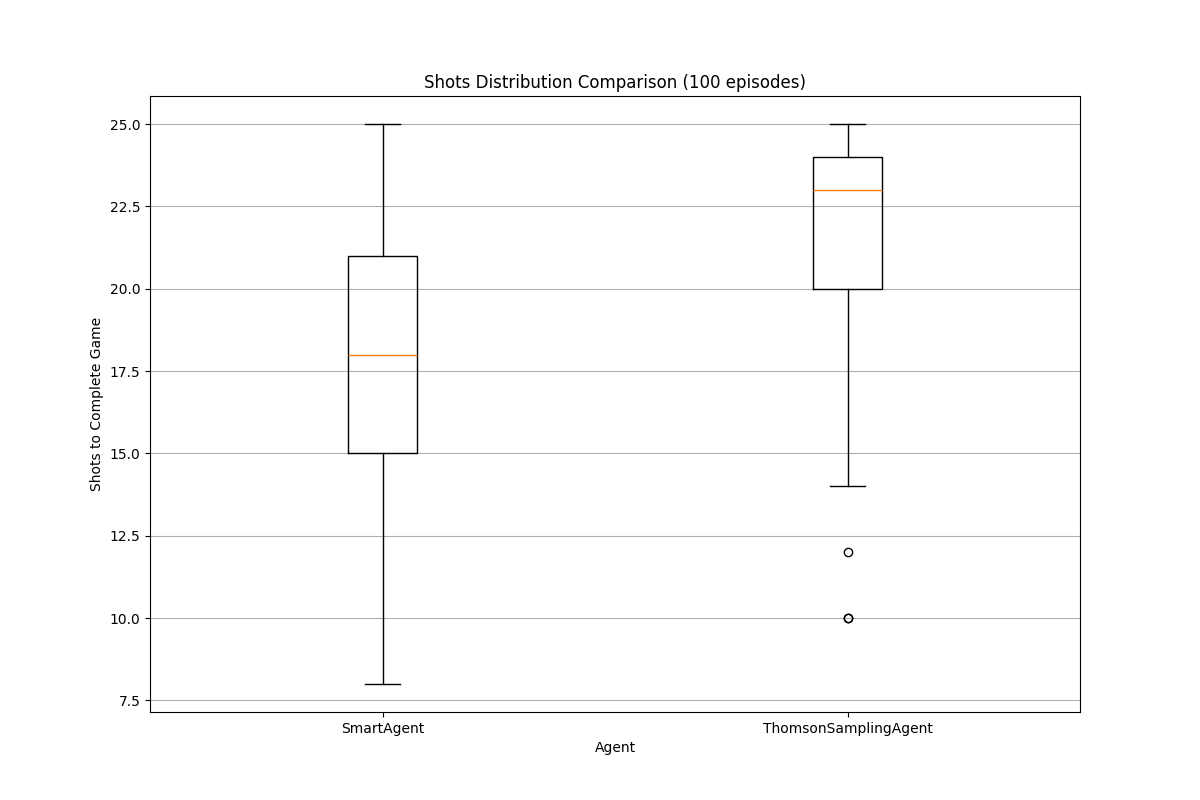 Shots Distribution Comparison (100 episodes)
25.0
22.5
20.0
17.5
15.0
12.5
10.0
7.5
Shots to Complete Game
SmartAgent
ThomsonSamplingAgent
Agent